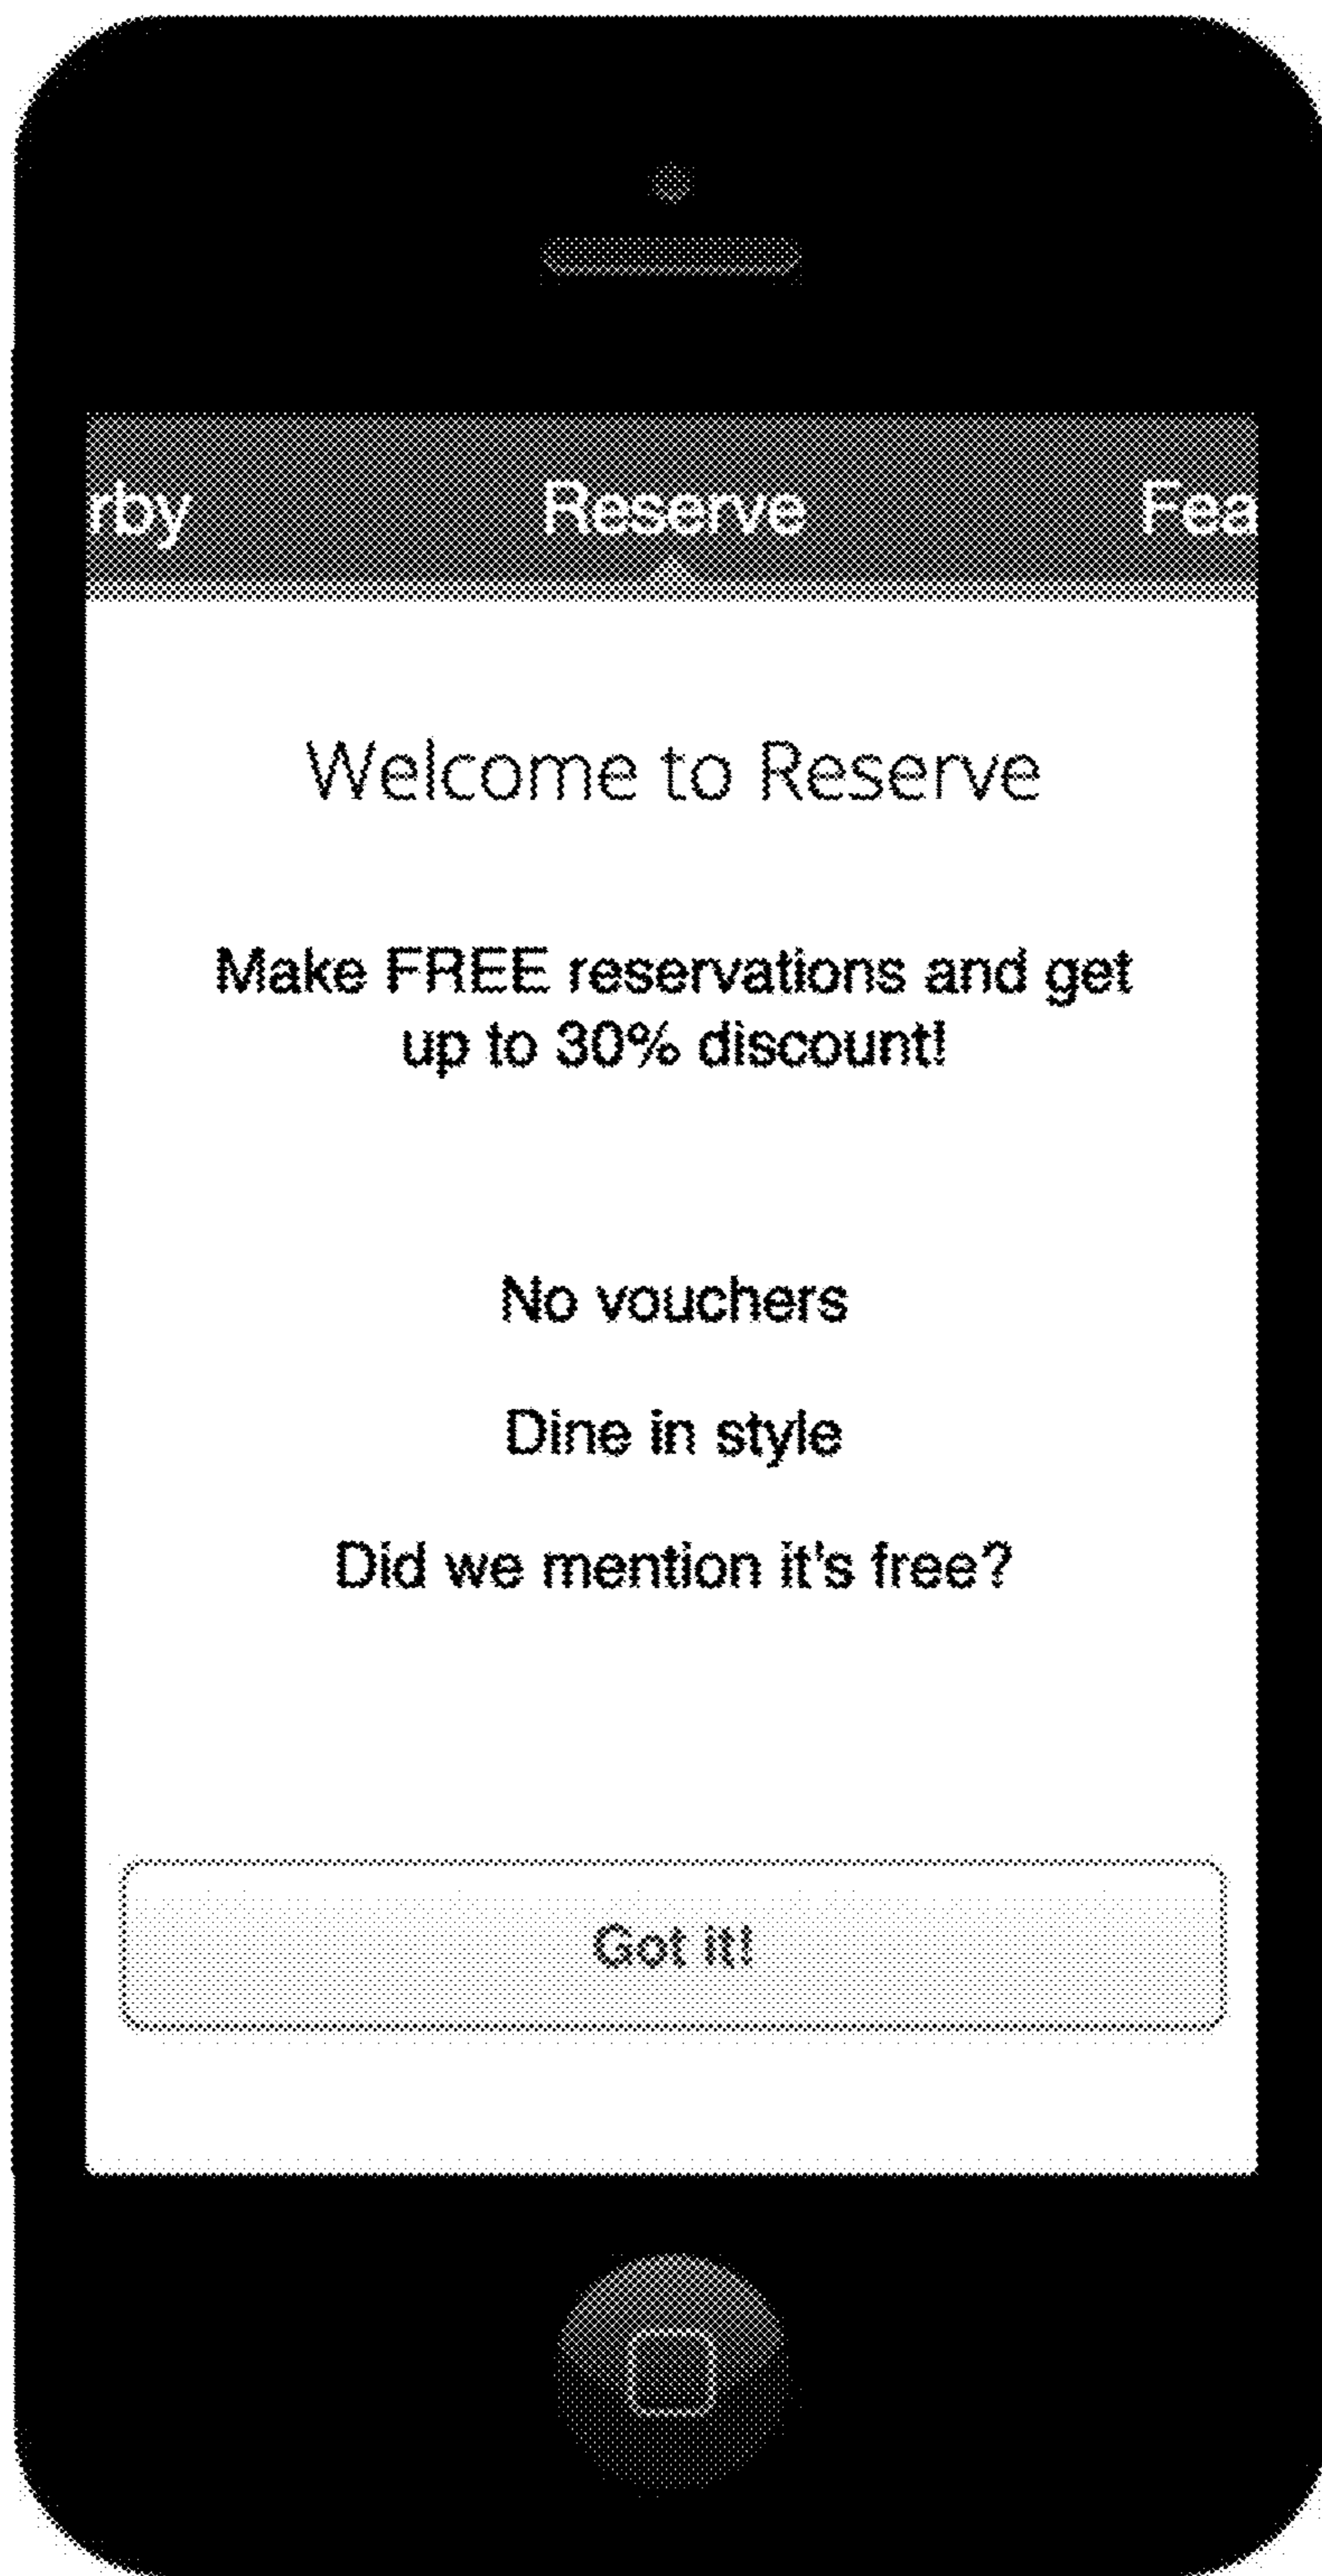 rby Reserve Fea
Welcome to Reserve
Make FREE reservations and get
up to 30% discount!
No vouchers
Dine in style
Did we mention it's free?
Got it!